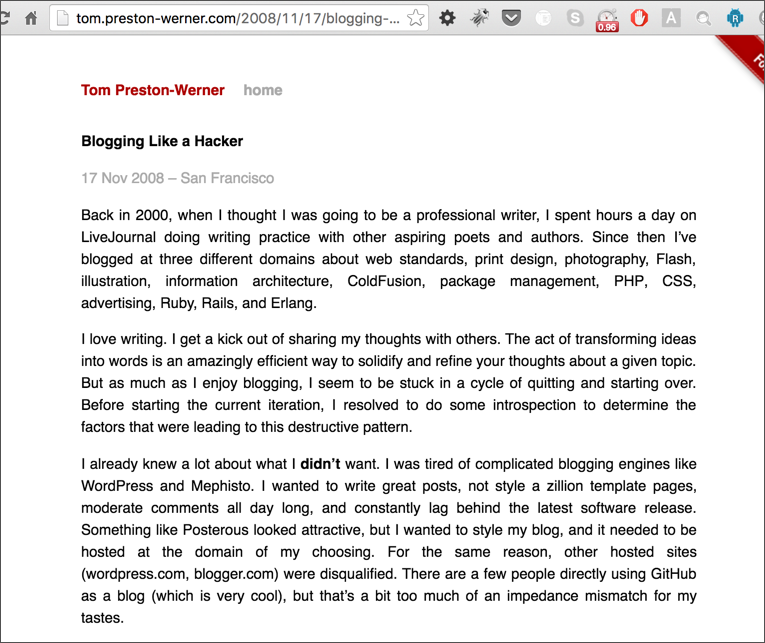 tom.preston-werner.com/2008/11/17/blogging-...
0.96
Tom Preston-Werner home
Blogging Like a Hacker
17 Nov 2008 – San Francisco
Back in 2000, when I thought I was going to be a professional writer, I spent hours a day on
LiveJournal doing writing practice with other aspiring poets and authors. Since then I’ve
blogged at three different domains about web standards, print design, photography, Flash,
illustration, information architecture, ColdFusion, package management, PHP, CSS,
advertising, Ruby, Rails, and Erlang.
I love writing. I get a kick out of sharing my thoughts with others. The act of transforming ideas
into words is an amazingly efficient way to solidify and refine your thoughts about a given topic.
But as much as I enjoy blogging, I seem to be stuck in a cycle of quitting and starting over.
Before starting the current iteration, I resolved to do some introspection to determine the
factors that were leading to this destructive pattern.
I already knew a lot about what I didn’t want. I was tired of complicated blogging engines like
WordPress and Mephisto. I wanted to write great posts, not style a zillion template pages,
moderate comments all day long, and constantly lag behind the latest software release.
Something like Posterous looked attractive, but I wanted to style my blog, and it needed to be
hosted at the domain of my choosing. For the same reason, other hosted sites
(wordpress.com, blogger.com) were disqualified. There are a few people directly using GitHub
as a blog (which is very cool), but that’s a bit too much of an impedance mismatch for my
tastes.